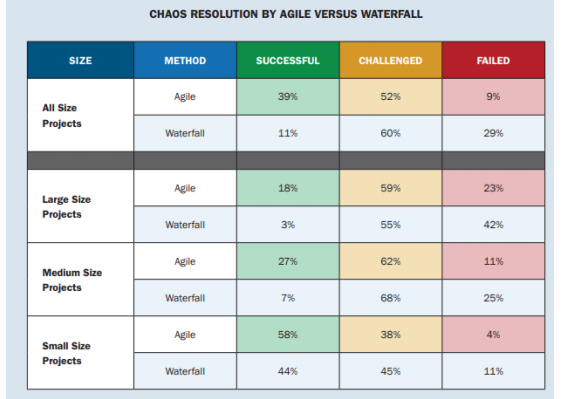 CHAOS RESOLUTION BY AGILE VERSUS WATERFALL
SIZE METHOD SUCCESSFUL CHALLENGED FAILED
All Size
Projects
Agile 39% 52% 9%
Waterfall 11% 60% 29%
Large Size
Projects
Agile 18% 59% 23%
Waterfall 3% 55% 42%
Medium Size
Projects
Agile 27% 62% 11%
Waterfall 7% 68% 25%
Small Size
Projects
Agile 58% 38% 4%
Waterfall 44% 45% 11%